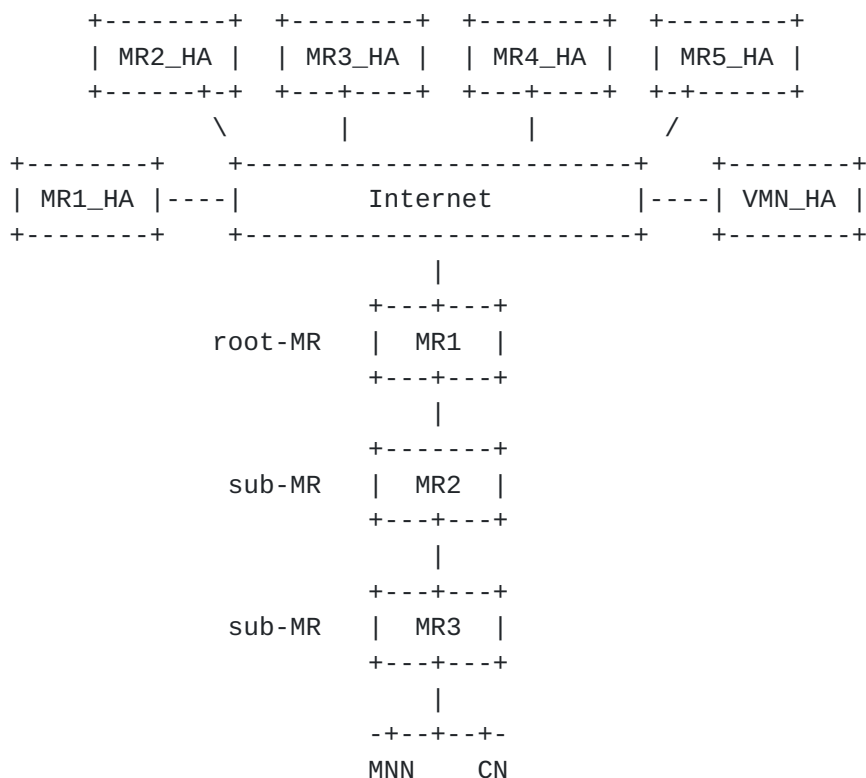 +--------+  +--------+  +--------+  +--------+
| MR2_HA |  | MR3_HA |  | MR4_HA |  | MR5_HA |
+------+-+  +---+----+  +---+----+  +-+------+
\       |           |        /
+--------+    +--------------------------+    +--------+
| MR1_HA |----|        Internet         |----| VMN_HA |
+--------+    +--------------------------+    +--------+
|
+---+---+
root-MR   |  MR1  |
+---+---+
|
+-------+
sub-MR   |  MR2  |
+---+---+
|
+---+---+
sub-MR   |  MR3  |
+---+---+
|
-+--+--+-
MNN    CN